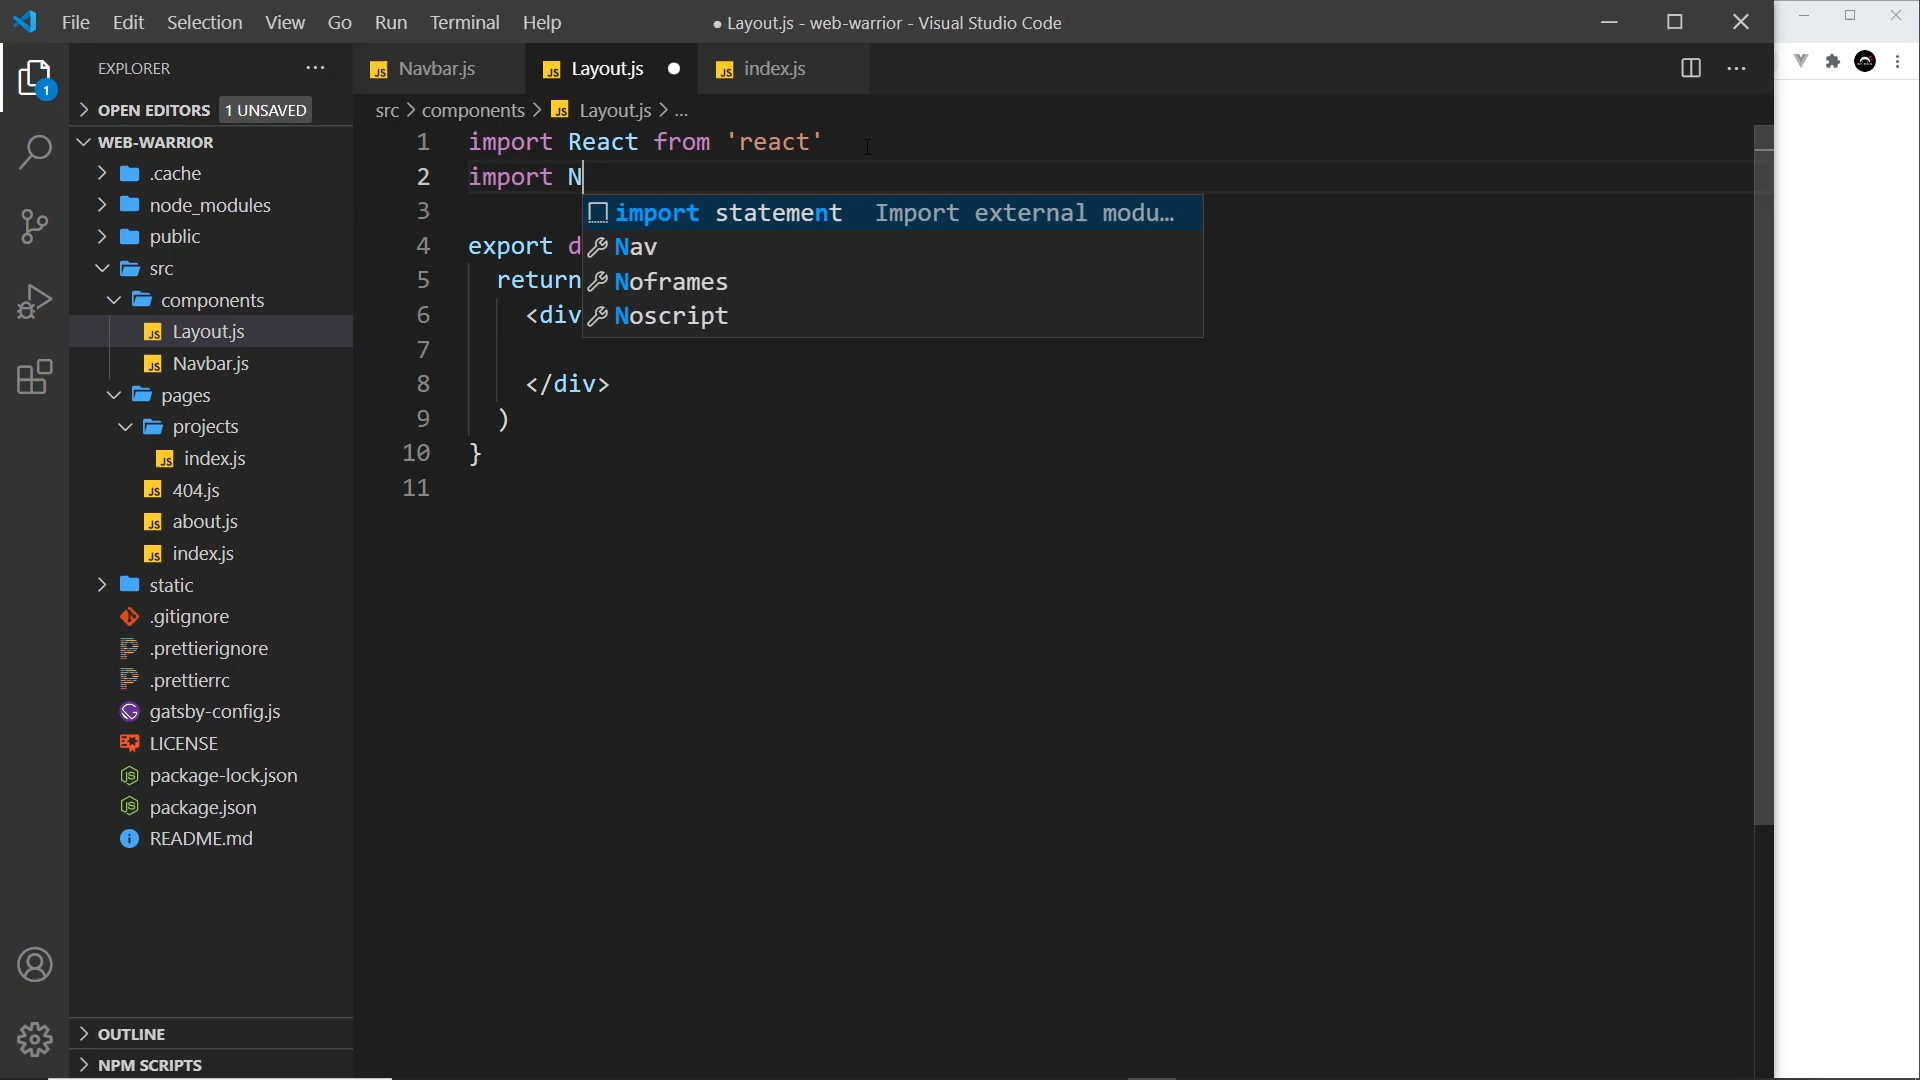 File Edit Selection View Go Run Terminal Help
● Layout.js - web-warrior - Visual Studio Code
EXPLORER
1
OPEN EDITORS 1 UNSAVED
WEB-WARRIOR
.cache
node_modules
public
src
components
Layout.js
Navbar.js
pages
projects
index.js
404.js
about.js
index.js
static
.gitignore
.prettierignore
.prettierrc
gatsby-config.js
LICENSE
package-lock.json
package.json
README.md
OUTLINE
NPM SCRIPTS
Navbar.js Layout.js index.js
src > components > Layout.js > ...
1 import React from 'react'
2 import N
3
4 export d
5 return
6 <div
7
8 </div>
9 )
10 }
11
import statement Import external modu...
Nav
Noframes
Noscript